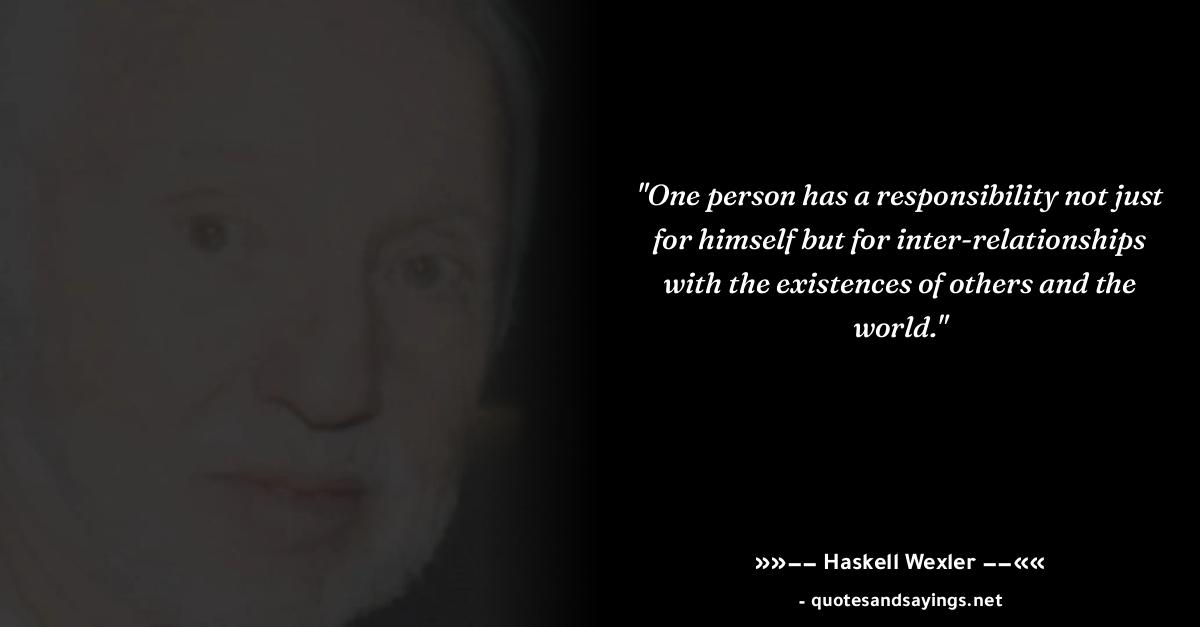 "One person has a responsibility not just
for himself but for inter-relationships
with the existences of others and the
world."
»»−− Haskell Wexler −−««
- quotesandsayings.net